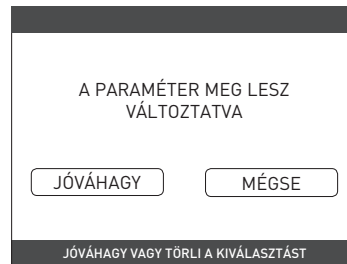 A PARAMÉTER MEG LESZ
VÁLTOZTATVA
JÓVÁHAGY MÉGSE
JÓVÁHAGY VAGY TÖRLI A KIVÁLASZTÁST